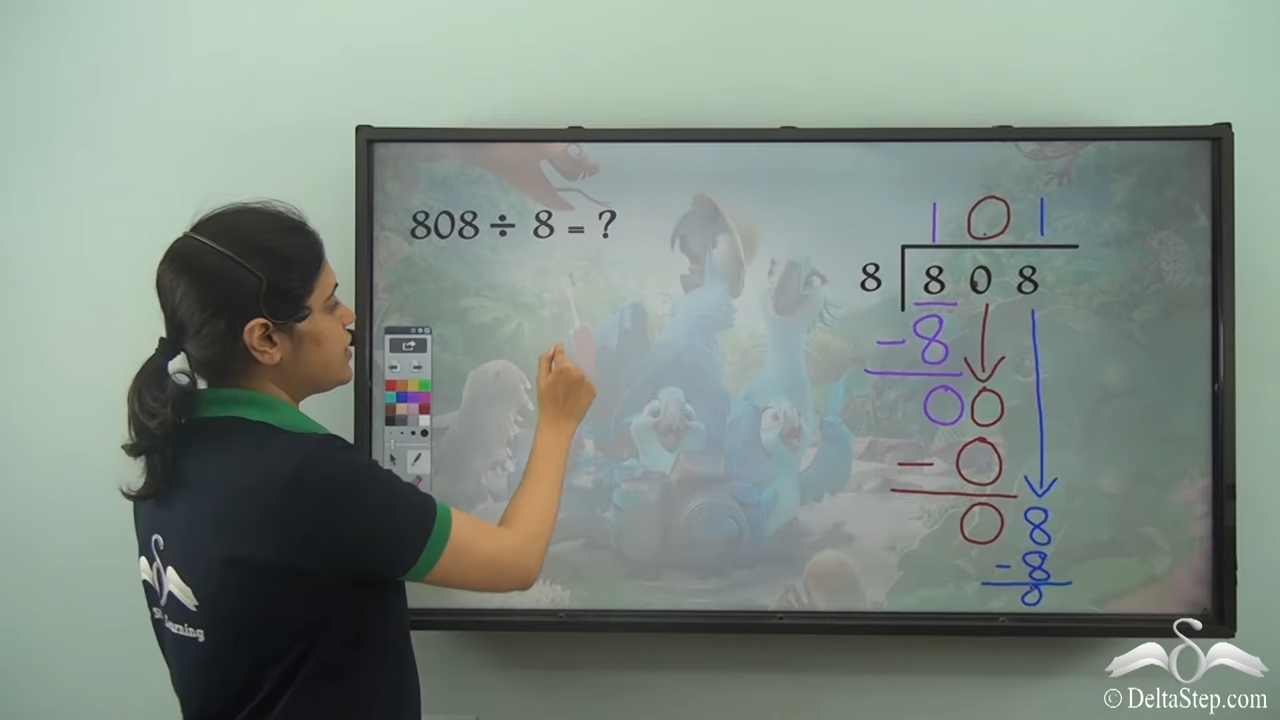 808 ÷ 8 = ?
1 0 1
8 8 0 8
-8
0 0
- 0
0 8
- 8
0
© DeltaStep.com